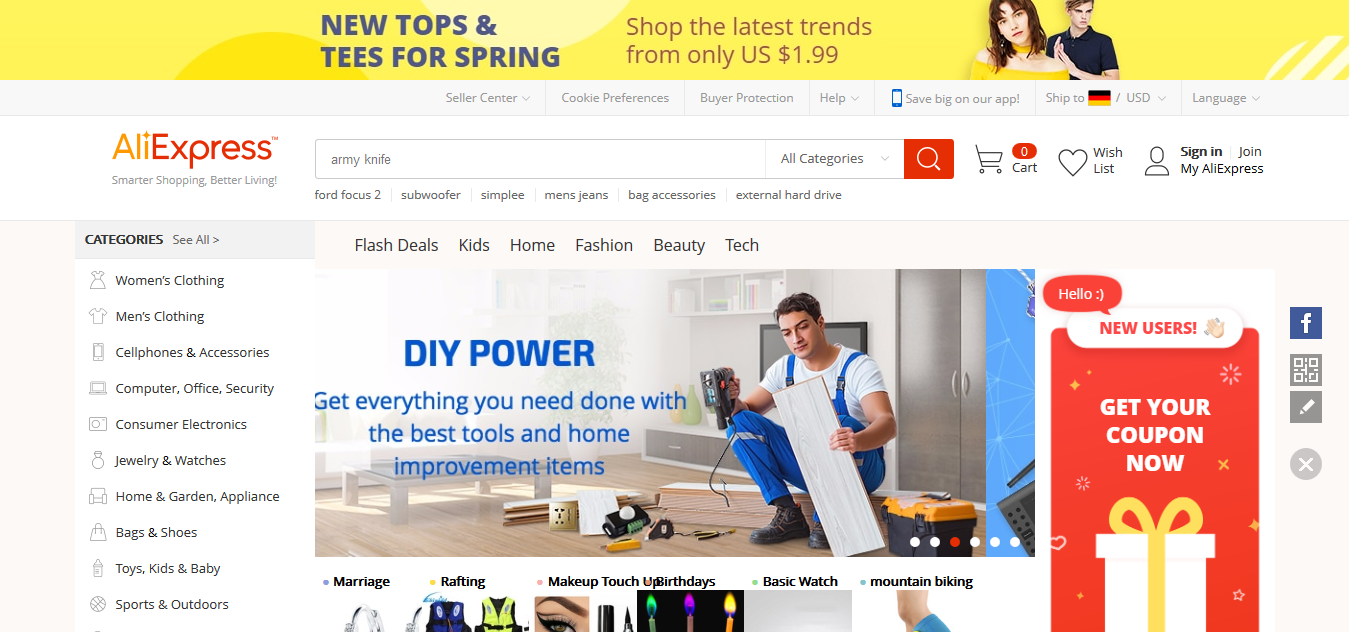 NEW TOPS &
TEES FOR SPRING
Shop the latest trends
from only US $1.99
Seller Center
Cookie Preferences
Buyer Protection
Help
Save big on our app!
Ship to / USD
Language
AliExpress™
Smarter Shopping, Better Living!
army knife
All Categories
0
Cart
Wish
List
Sign in
Join
My AliExpress
ford focus 2
subwoofer
simplee
mens jeans
bag accessories
external hard drive
CATEGORIES See All >
Flash Deals
Kids
Home
Fashion
Beauty
Tech
Women's Clothing
Men's Clothing
Cellphones & Accessories
Computer, Office, Security
Consumer Electronics
Jewelry & Watches
Home & Garden, Appliance
Bags & Shoes
Toys, Kids & Baby
Sports & Outdoors
DIY POWER
Get everything you need done with
the best tools and home
improvement items
Hello :)
NEW USERS!
GET YOUR
COUPON
NOW
f
Marriage
Rafting
Makeup Touch Up
Birthdays
Basic Watch
mountain biking